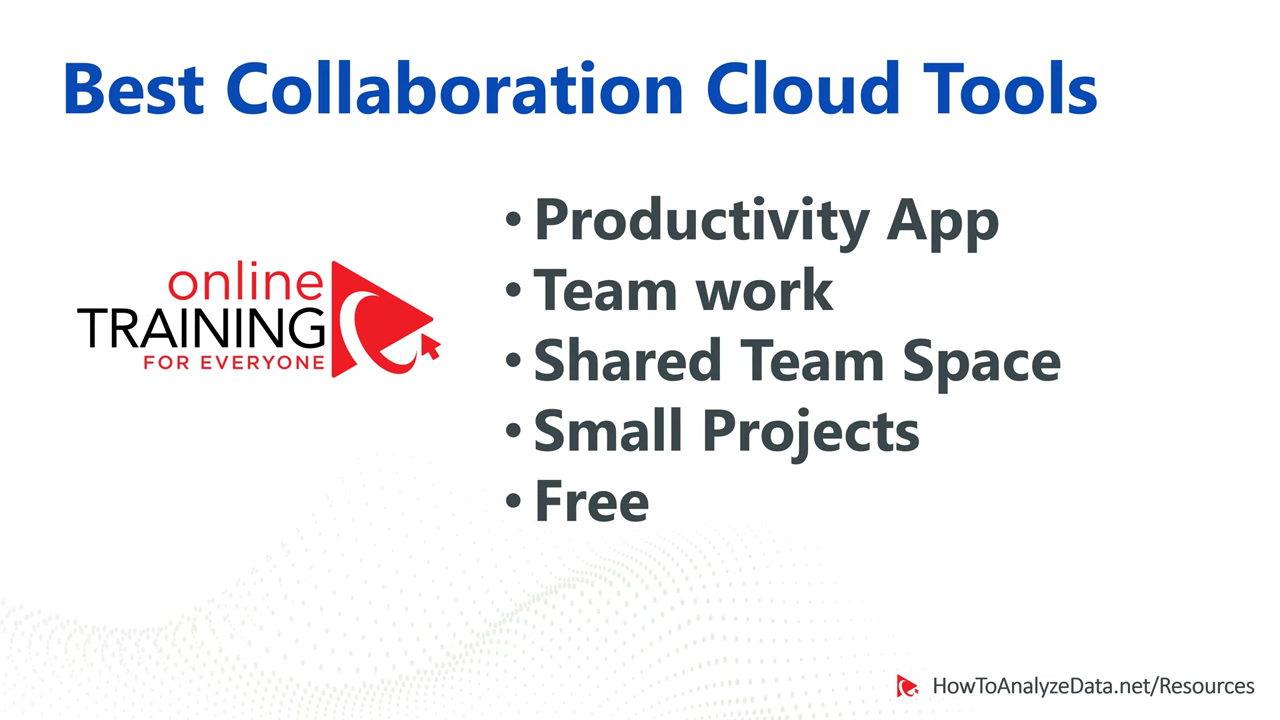 Best Collaboration Cloud Tools
online
TRAINING
FOR EVERYONE
• Productivity App
• Team work
• Shared Team Space
• Small Projects
• Free
HowToAnalyzeData.net/Resources